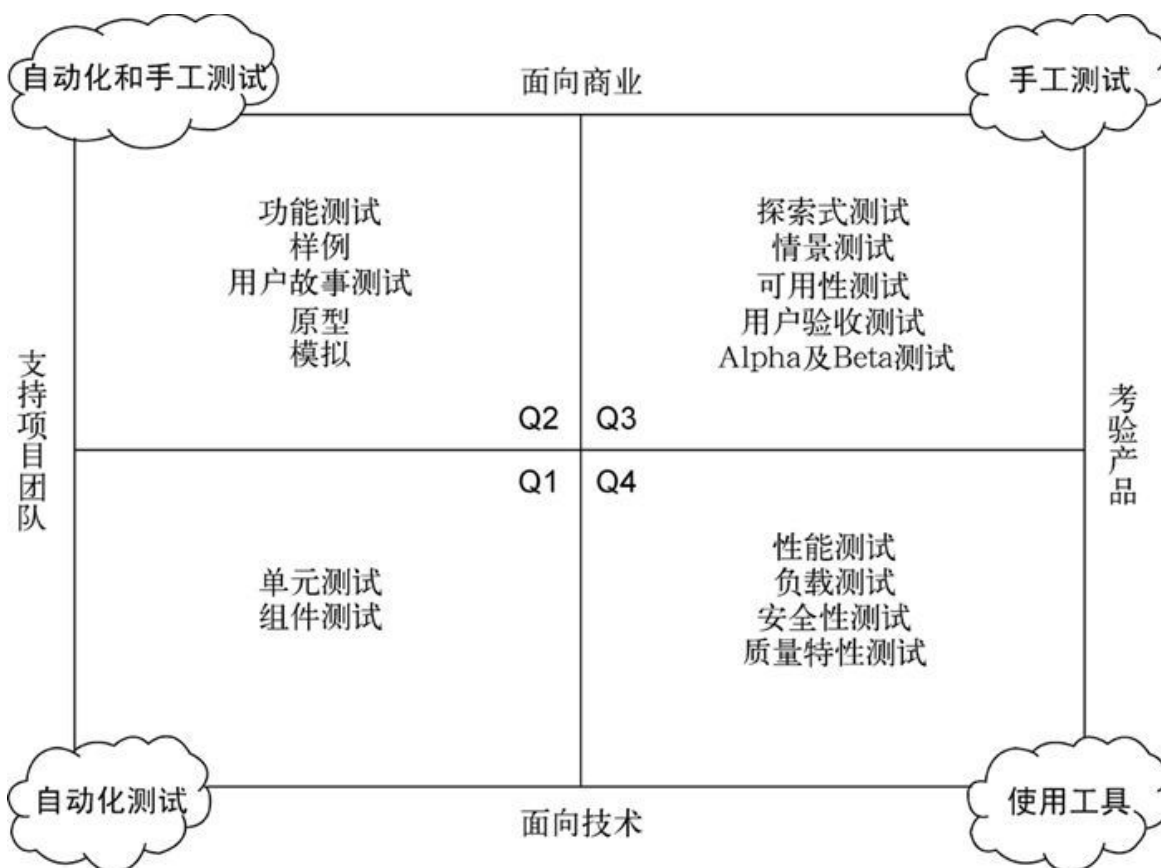 自动化和手工测试
面向商业
手工测试
功能测试
样例
用户故事测试
原型
模拟
探索式测试
情景测试
可用性测试
用户验收测试
Alpha及Beta测试
支持项目团队
Q2
Q3
考验产品
Q1
Q4
单元测试
组件测试
性能测试
负载测试
安全性测试
质量特性测试
自动化测试
面向技术
使用工具